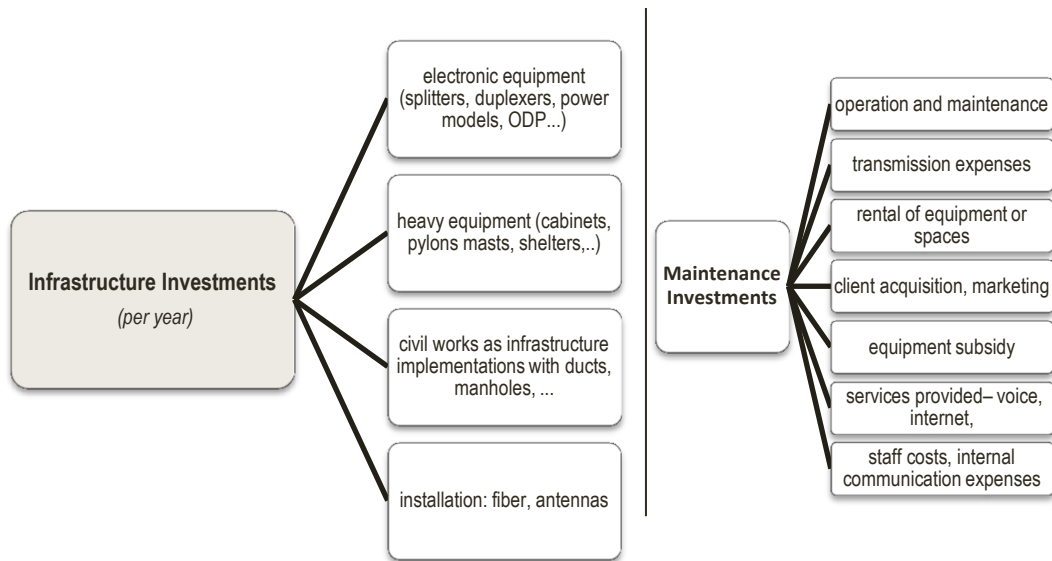 Infrastructure Investments
(per year)
electronic equipment
(splitters, duplexers, power
models, ODP...)
heavy equipment (cabinets,
pylons masts, shelters,..)
civil works as infrastructure
implementations with ducts,
manholes, ...
installation: fiber, antennas
Maintenance
Investments
operation and maintenance
transmission expenses
rental of equipment or
spaces
client acquisition, marketing
equipment subsidy
services provided– voice,
internet,
staff costs, internal
communication expenses